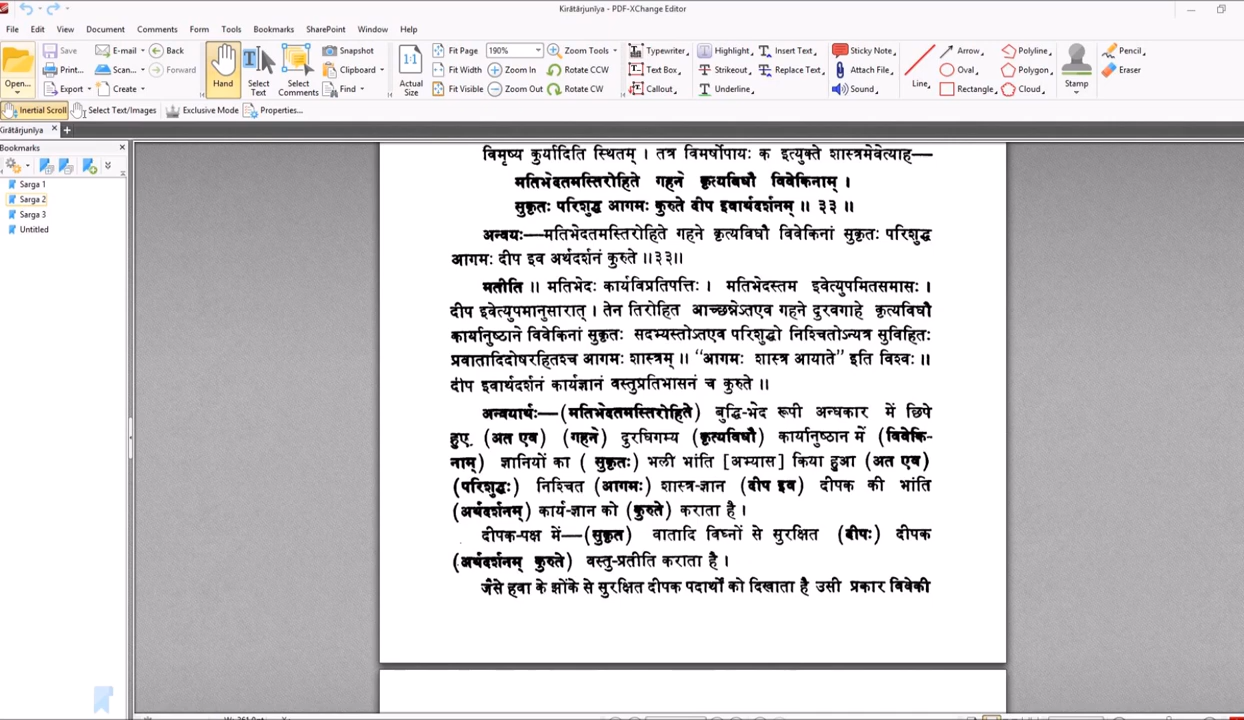 Kirātārjunīya - PDF-XChange Editor
File Edit View Document Comments Form Tools SharePoint Window Help
Open... Save E-mail Back Hand Select Text Select Comments Snapshot Actual Size Fit Page 190% Zoom Tools Typewriter Highlight Insert Text Sticky Note Line Arrow Polyline Stamp Pencil
Print... Scan... Forward Clipboard Fit Width Zoom In Rotate CCW Text Box Strikeout Replace Text Attach File Oval Polygon Eraser
Export Create Find Fit Visible Zoom Out Rotate CW Callout Underline Sound Rectangle Cloud
Inertial Scroll Select Text/Images Exclusive Mode Properties...
Kirātārjunīya
Bookmarks
Sarga 1
Sarga 2
Sarga 3
Untitled
विमृष्य कुर्यादिति स्थितम् । तत्र विमर्षोपायः क इत्युक्ते शास्त्रमेवेत्याह—
मतिभेदतमस्तिरोहिते गहने कृत्यविधौ विवेकिनाम् ।
सुकृतः परिशुद्ध आगमः कुरुते दीप इवार्थदर्शनम् ॥ ३३ ॥
अन्वयः—मतिभेदतमस्तिरोहिते गहने कृत्यविधौ विवेकिनां सुकृतः परिशुद्ध
आगमः दीप इव अर्थदर्शनं कुरुते ॥३३॥
मतीति ॥ मतिभेदः कार्यविप्रतिपत्तिः । मतिभेदस्तम इवेत्युपमितसमासः ।
दीप इवेत्युपमानुसारात् । तेन तिरोहित आच्छन्नेऽतएव गहने दुरवगाहे कृत्यविधौ
कार्यानुष्ठाने विवेकिनां सुकृतः सदभ्यस्तोऽतएव परिशुद्धो निश्चितोऽन्यत्र सुविहितः
प्रवातादिदोषरहितश्च आगमः शास्त्रम् ॥ “आगमः शास्त्र आयाते” इति विश्वः ॥
दीप इवार्थदर्शनं कार्यज्ञानं वस्तुप्रतिभासनं च कुरुते ॥
अन्वयार्थः—(मतिभेदतमस्तिरोहिते) बुद्धि-भेद रूपी अन्धकार में छिपे
हुए (अत एव) (गहने) दुरधिगम्य (कृत्यविधौ) कार्यानुष्ठान में (विवेकि-
नाम्) ज्ञानियों का ( सुकृतः) भली भांति [अभ्यास] किया हुआ (अत एव)
(परिशुद्धः) निश्चित (आगमः) शास्त्र-ज्ञान (दीप इव) दीपक की भांति
(अर्थदर्शनम्) कार्य-ज्ञान को (कुरुते) कराता है ।
दीपक-पक्ष में—(सुकृत) वातादि विघ्नों से सुरक्षित (दीपः) दीपक
(अर्थदर्शनम् कुरुते) वस्तु-प्रतीति कराता है ।
जैसे हवा के झोंके से सुरक्षित दीपक पदार्थों को दिखाता है उसी प्रकार विवेकी